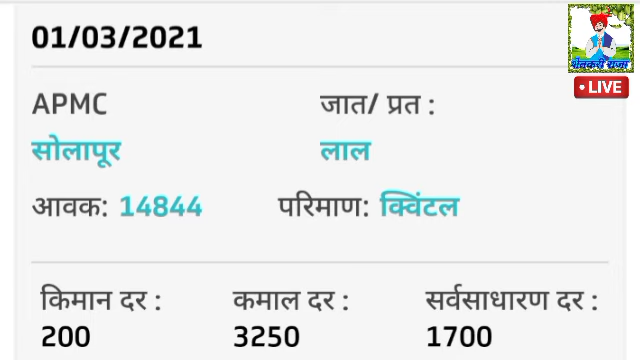 01/03/2021
शेतकरी राजा
LIVE
APMC जात/ प्रत :
सोलापूर लाल
आवक: 14844 परिमाण: क्विंटल
किमान दर : कमाल दर : सर्वसाधारण दर :
200 3250 1700